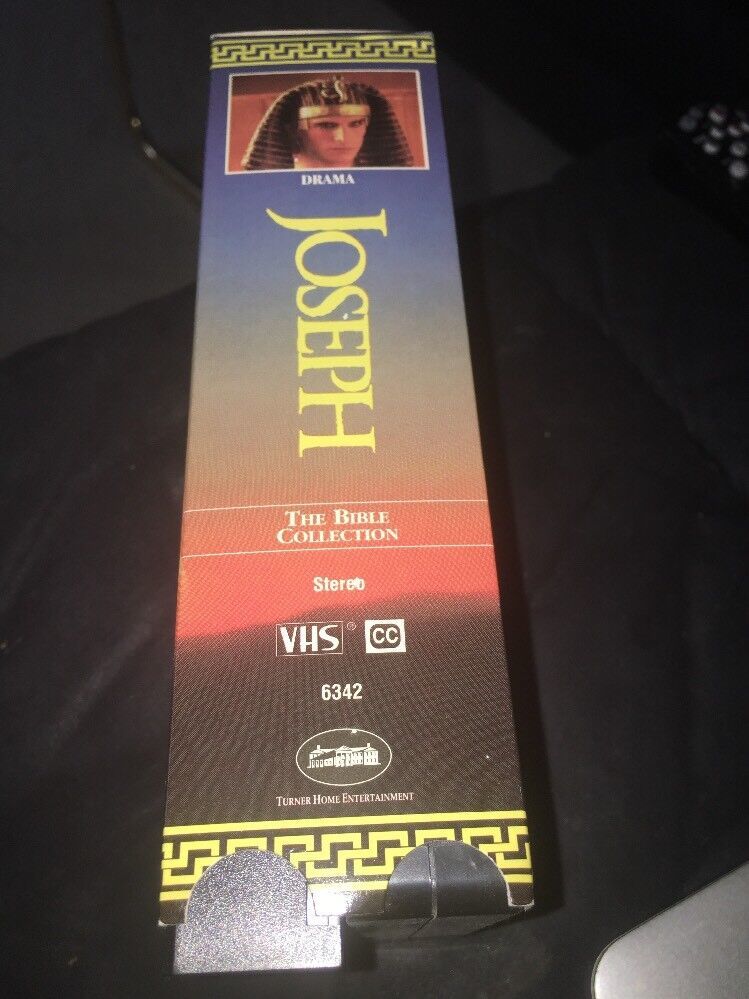 DRAMA
JOSEPH
THE BIBLE
COLLECTION
Stereo
VHS ® CC
6342
TURNER HOME ENTERTAINMENT